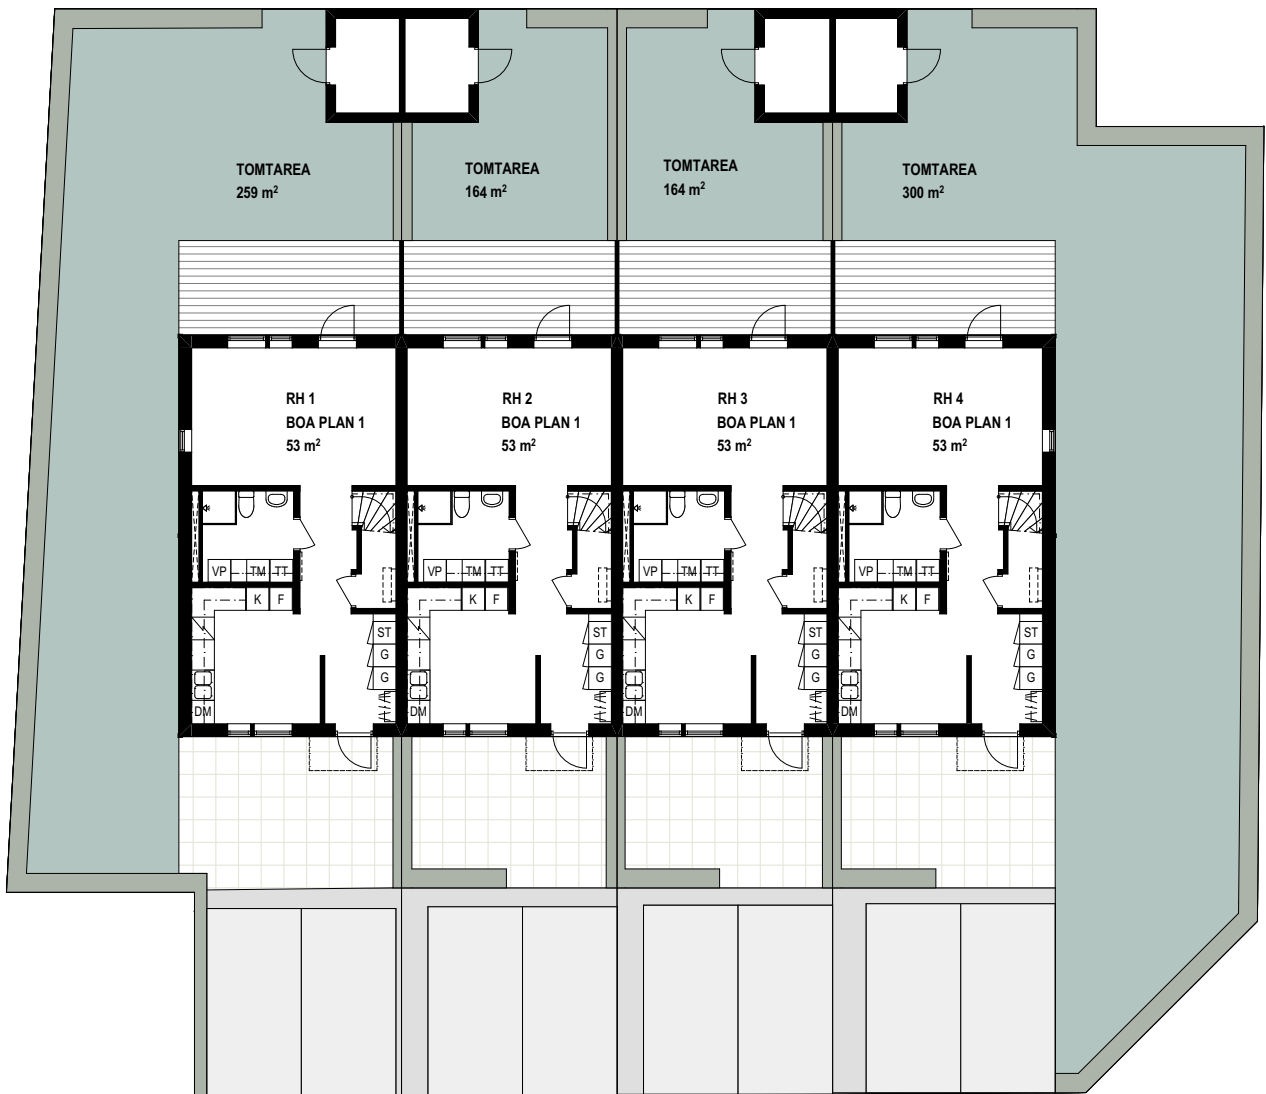 TOMTAREA
259 m²
TOMTAREA
164 m²
TOMTAREA
164 m²
TOMTAREA
300 m²
RH 1
BOA PLAN 1
53 m²
RH 2
BOA PLAN 1
53 m²
RH 3
BOA PLAN 1
53 m²
RH 4
BOA PLAN 1
53 m²
VP TM TT
VP TM TT
VP TM TT
VP TM TT
K F
K F
K F
K F
ST
G
G
ST
G
G
ST
G
G
ST
G
G
DM
DM
DM
DM